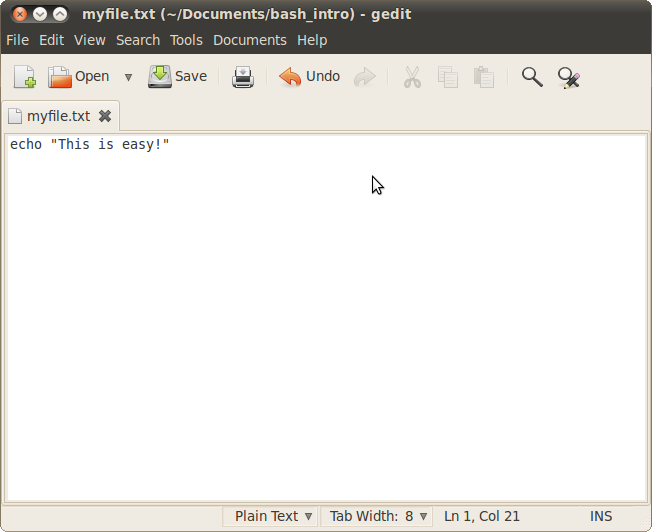 myfile.txt (~/Documents/bash_intro) - gedit
File Edit View Search Tools Documents Help
Open Save Undo
myfile.txt
echo "This is easy!"
Plain Text Tab Width: 8 Ln 1, Col 21 INS